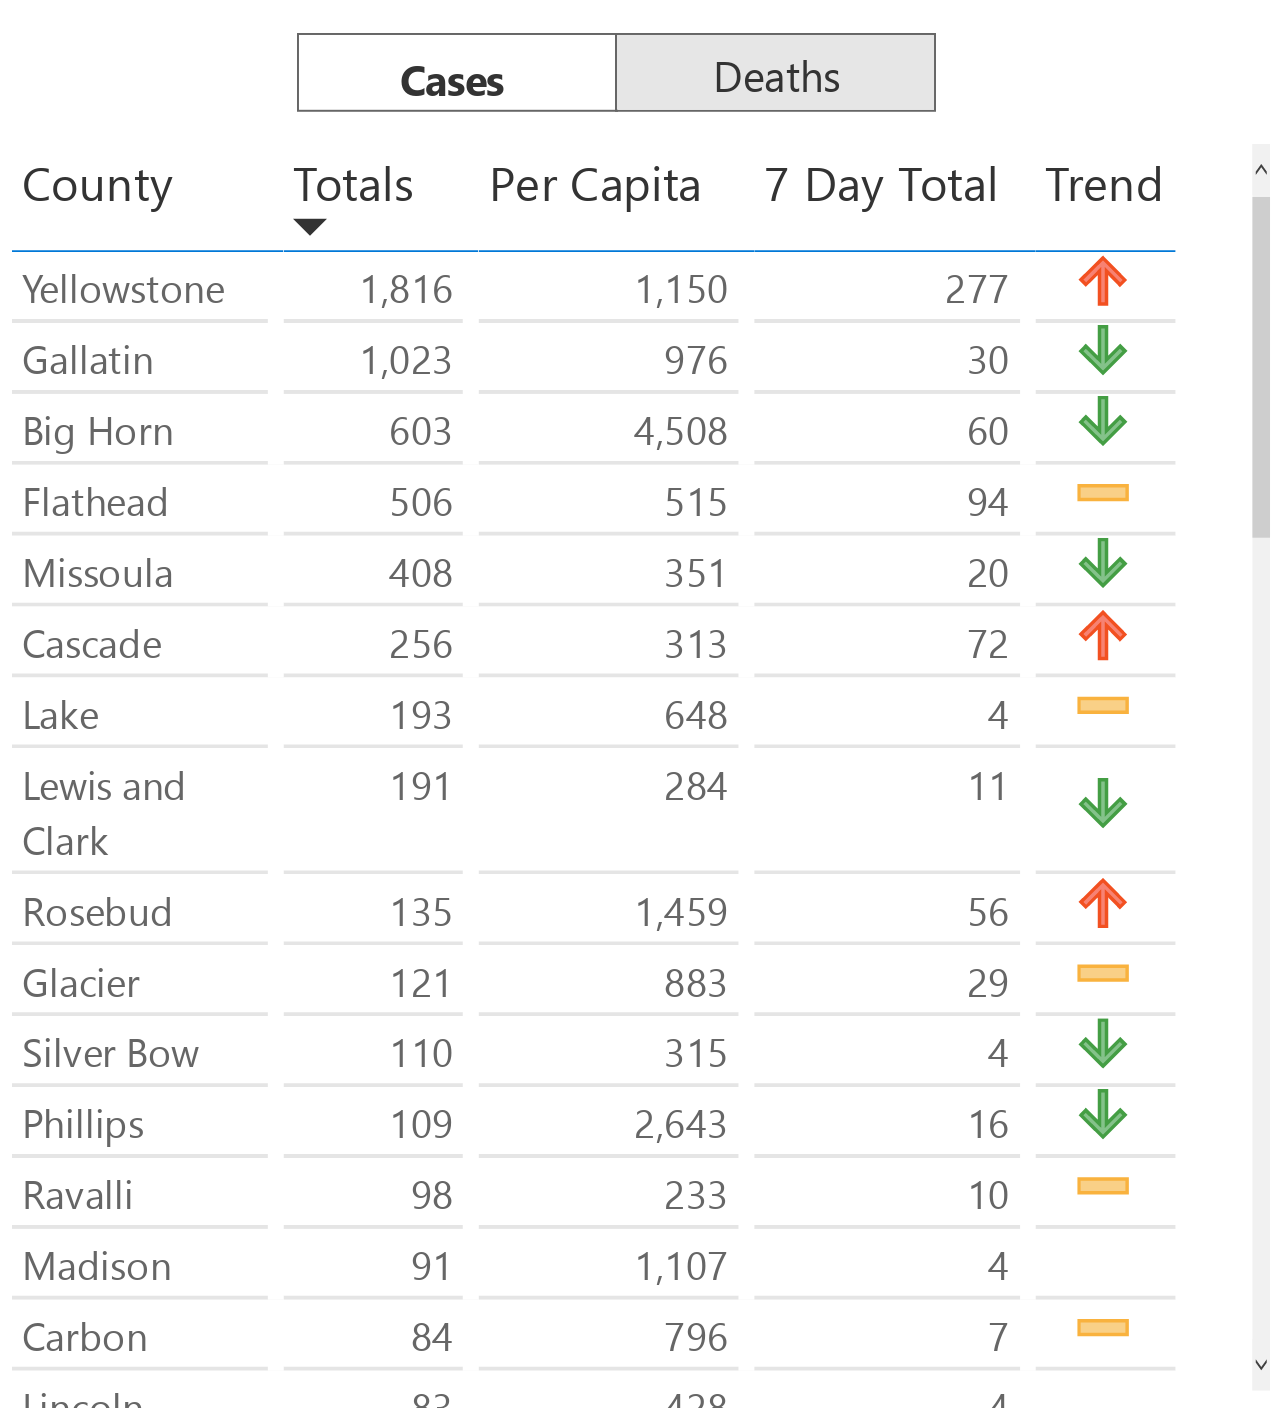 Cases Deaths
County Totals Per Capita 7 Day Total Trend
Yellowstone 1,816 1,150 277
Gallatin 1,023 976 30
Big Horn 603 4,508 60
Flathead 506 515 94
Missoula 408 351 20
Cascade 256 313 72
Lake 193 648 4
Lewis and 191 284 11
Clark
Rosebud 135 1,459 56
Glacier 121 883 29
Silver Bow 110 315 4
Phillips 109 2,643 16
Ravalli 98 233 10
Madison 91 1,107 4
Carbon 84 796 7
Lincoln 83 428 4